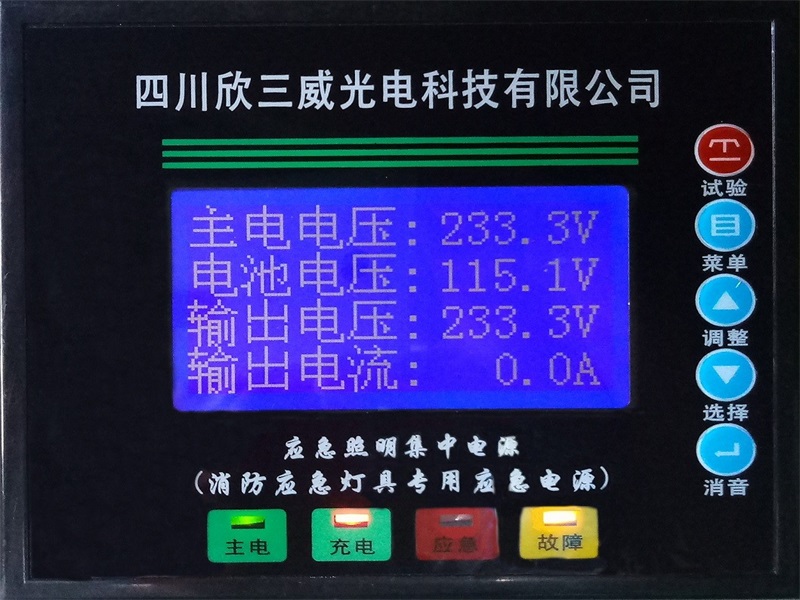 四川欣三威光电科技有限公司
主电电压：233.3V
电池电压：115.1V
输出电压：233.3V
输出电流： 0.0A
应急照明集中电源
（消防应急灯具专用应急电源）
试验
菜单
调整
选择
消音
主电 充电 应急 故障